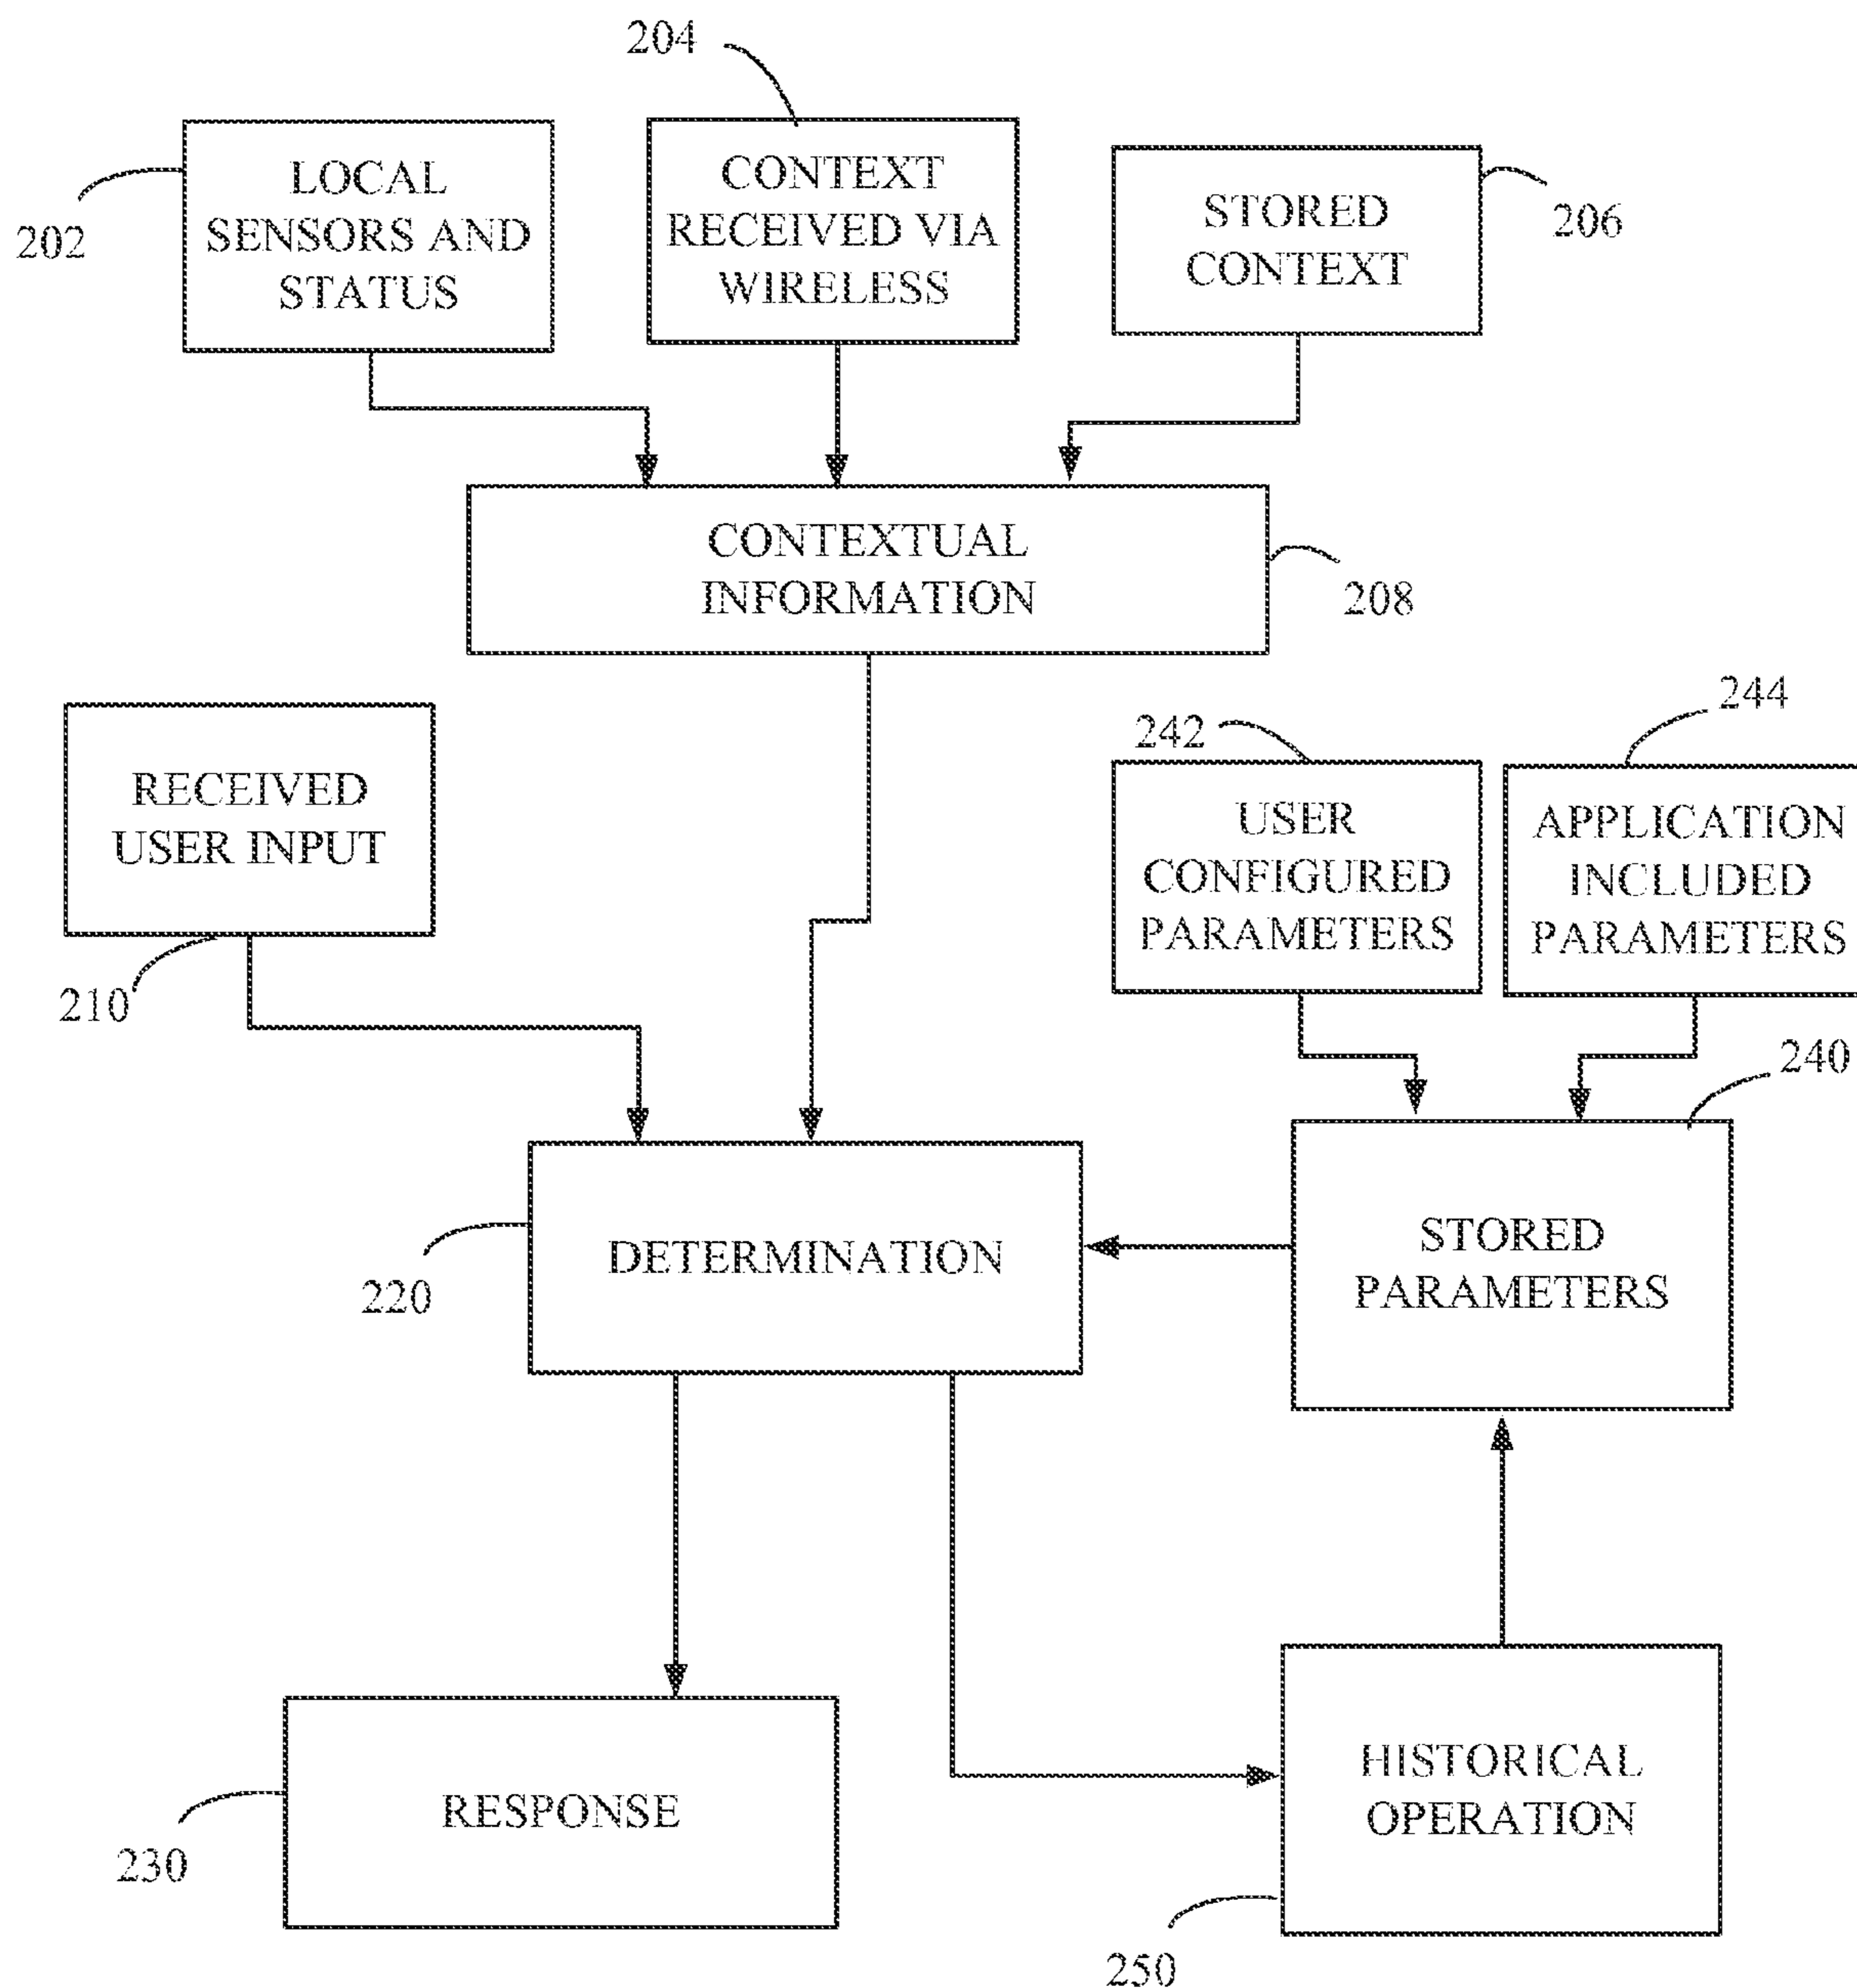 204
LOCAL
SENSORS AND
STATUS
202
CONTEXT
RECEIVED VIA
WIRELESS
STORED
CONTEXT
206
CONTEXTUAL
INFORMATION
208
RECEIVED
USER INPUT
210
242
USER
CONFIGURED
PARAMETERS
244
APPLICATION
INCLUDED
PARAMETERS
240
DETERMINATION
220
STORED
PARAMETERS
RESPONSE
230
HISTORICAL
OPERATION
250